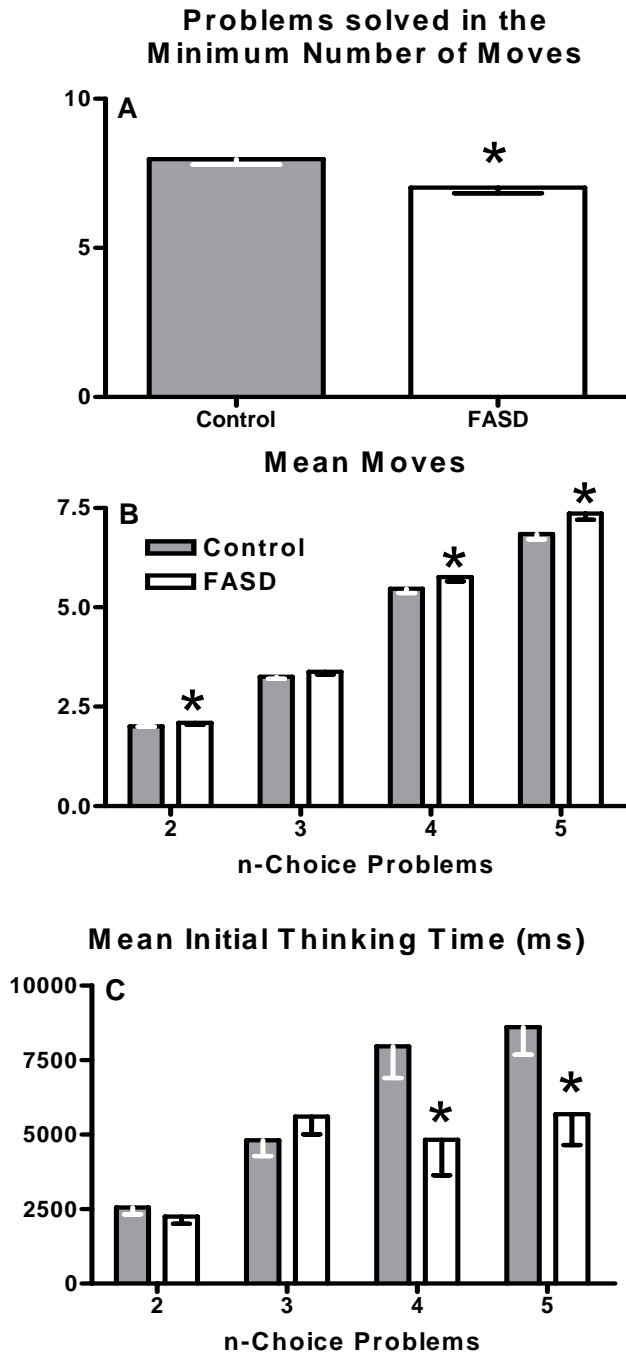 Problems solved in the
Minimum Number of Moves
A
10
5
0
Control
FASD
*
Mean Moves
B
Control
FASD
7.5
5.0
2.5
0.0
*
*
*
2
3
4
5
n-Choice Problems
Mean Initial Thinking Time (ms)
C
10000
7500
5000
2500
0
*
*
2
3
4
5
n-Choice Problems